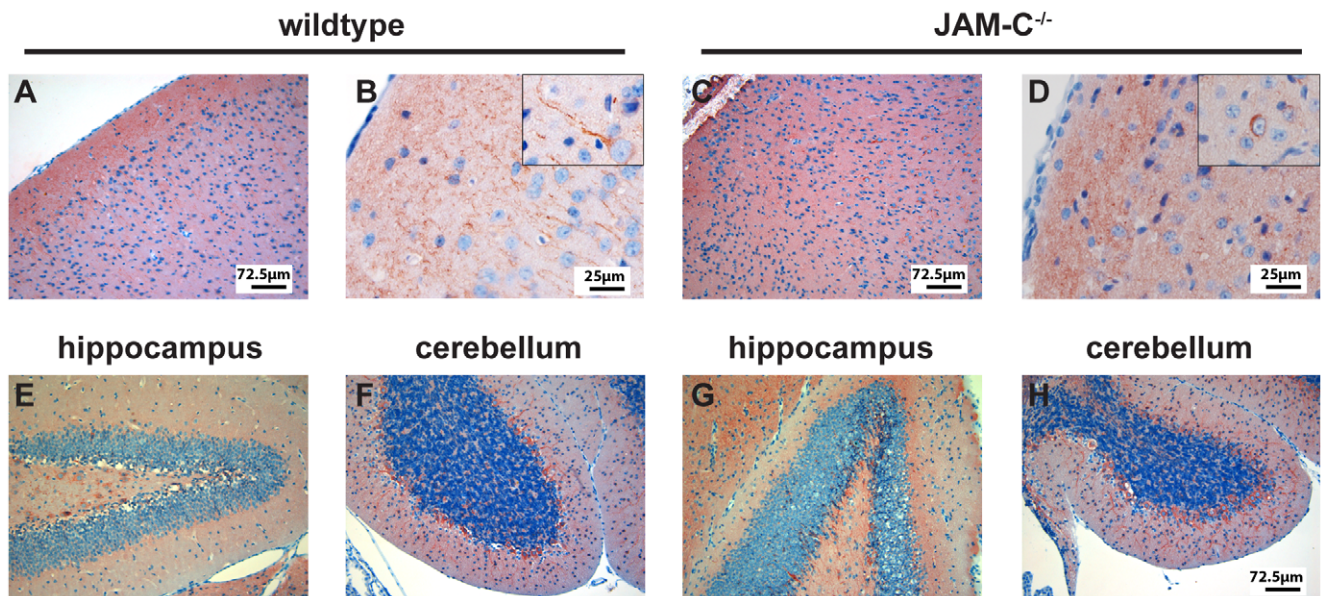 wildtype JAM-C-/-
A B C D
72.5µm 25µm 72.5µm 25µm
hippocampus cerebellum hippocampus cerebellum
E F G H
72.5µm